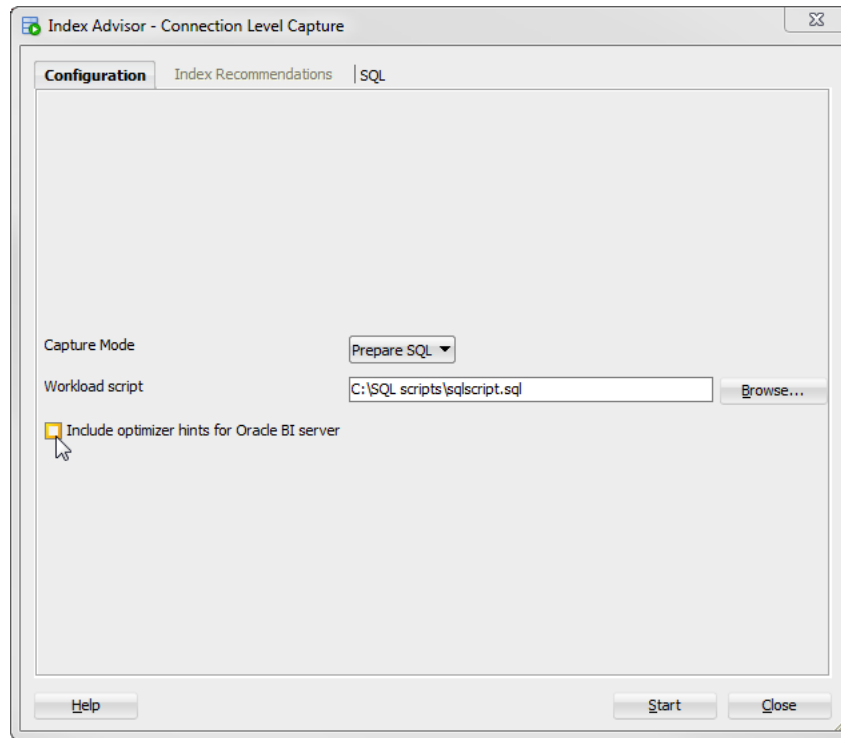 Index Advisor - Connection Level Capture
Configuration Index Recommendations SQL
Capture Mode Prepare SQL
Workload script C:\SQL scripts\sqlscript.sql Browse...
Include optimizer hints for Oracle BI server
Help Start Close